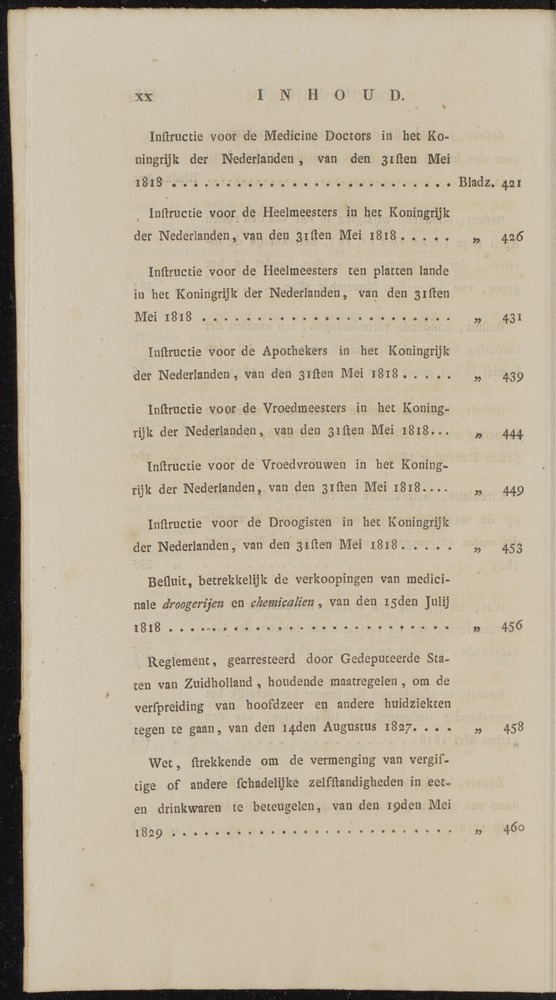 xx I N H O U D.
Inſtructie voor de Medicine Doctors in het Ko-
ningrijk der Nederlanden, van den 31ſten Mei
1818 . . . . . . . . . . . . . . . . . . . . . . . . . . Bladz. 421
Inſtructie voor de Heelmeesters in het Koningrijk
der Nederlanden, van den 31ſten Mei 1818 . . . . . „ 426
Inſtructie voor de Heelmeesters ten platten lande
in het Koningrijk der Nederlanden, van den 31ſten
Mei 1818 . . . . . . . . . . . . . . . . . . . . . . . „ 431
Inſtructie voor de Apothekers in het Koningrijk
der Nederlanden, van den 31ſten Mei 1818 . . . . . „ 439
Inſtructie voor de Vroedmeesters in het Koning-
rijk der Nederlanden, van den 31ſten Mei 1818... „ 444
Inſtructie voor de Vroedvrouwen in het Koning-
rijk der Nederlanden, van den 31ſten Mei 1818.... „ 449
Inſtructie voor de Droogisten in het Koningrijk
der Nederlanden, van den 31ſten Mei 1818. . . . . „ 453
Beſluit, betrekkelijk de verkoopingen van medici-
nale droogerijen en chemicalien, van den 15den Julij
1818 . . . . . . . . . . . . . . . . . . . . . . . . . . „ 456
Reglement, gearresteerd door Gedeputeerde Sta-
ten van Zuidholland, houdende maatregelen, om de
verſpreiding van hoofdzeer en andere huidziekten
tegen te gaan, van den 14den Augustus 1827. . . . „ 458
Wet, ſtrekkende om de vermenging van vergif-
tige of andere ſchadelijke zelfſtandigheden in eet-
en drinkwaren te beteugelen, van den 19den Mei
1829 . . . . . . . . . . . . . . . . . . . . . . . . . . „ 460